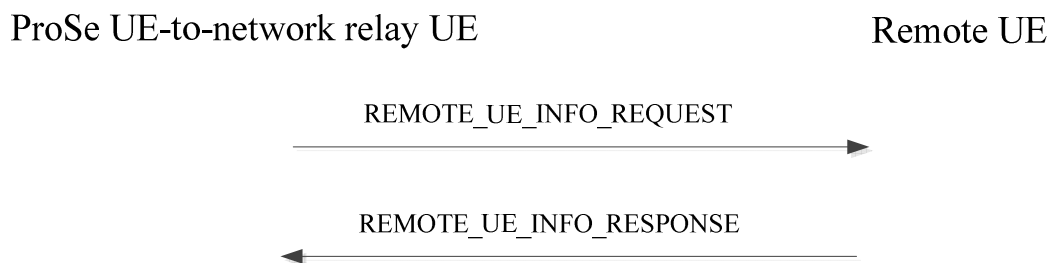 ProSe UE-to-network relay UE
Remote UE
REMOTE_UE_INFO_REQUEST
REMOTE_UE_INFO_RESPONSE